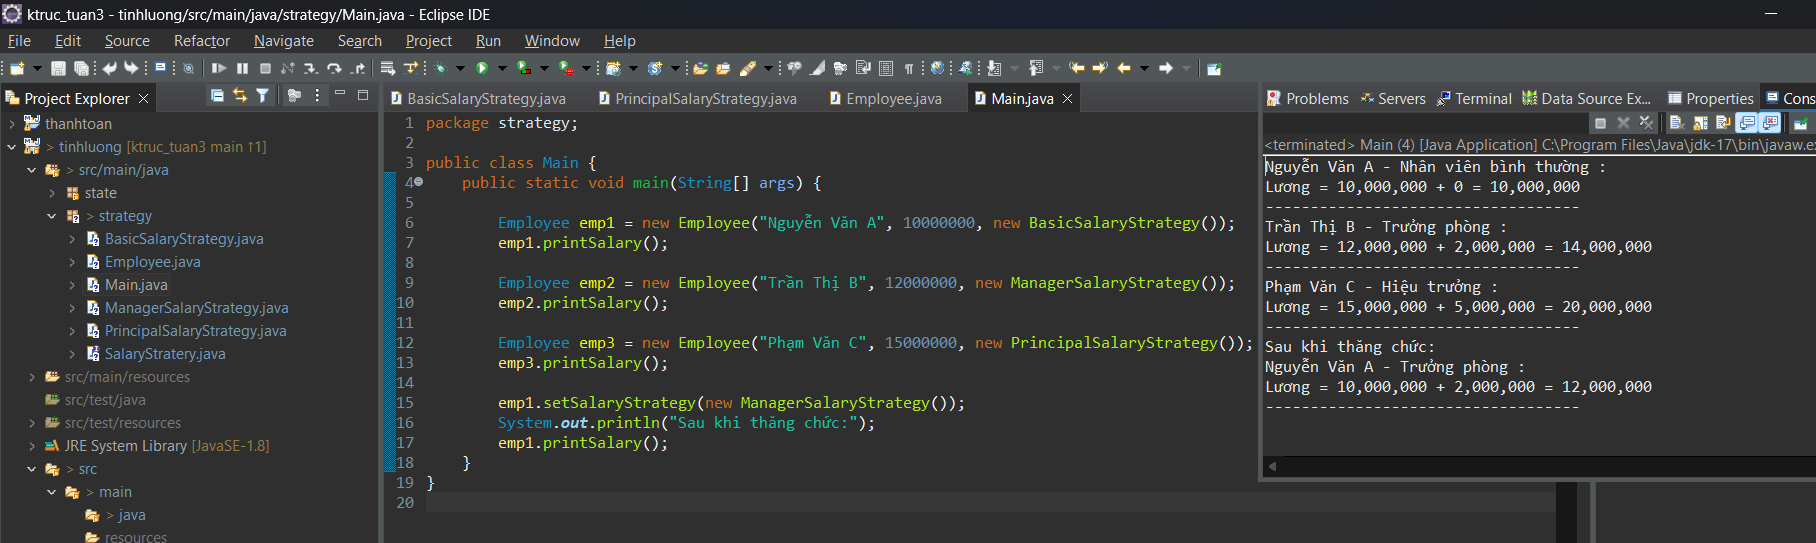 ktruc_tuan3 - tinhluong/src/main/java/strategy/Main.java - Eclipse IDE
File Edit Source Refactor Navigate Search Project Run Window Help
Project Explorer
thanhtoan
> tinhluong [ktruc_tuan3 main ↑1]
> src/main/java
state
> strategy
BasicSalaryStrategy.java
Employee.java
Main.java
ManagerSalaryStrategy.java
PrincipalSalaryStrategy.java
SalaryStratery.java
src/main/resources
src/test/java
src/test/resources
JRE System Library [JavaSE-1.8]
> src
> main
> java
resources
BasicSalaryStrategy.java PrincipalSalaryStrategy.java Employee.java Main.java
1 package strategy;
2
3 public class Main {
4 public static void main(String[] args) {
5
6 Employee emp1 = new Employee("Nguyễn Văn A", 10000000, new BasicSalaryStrategy());
7 emp1.printSalary();
8
9 Employee emp2 = new Employee("Trần Thị B", 12000000, new ManagerSalaryStrategy());
10 emp2.printSalary();
11
12 Employee emp3 = new Employee("Phạm Văn C", 15000000, new PrincipalSalaryStrategy());
13 emp3.printSalary();
14
15 emp1.setSalaryStrategy(new ManagerSalaryStrategy());
16 System.out.println("Sau khi thăng chức:");
17 emp1.printSalary();
18 }
19 }
20
Problems Servers Terminal Data Source Ex... Properties Cons
<terminated> Main (4) [Java Application] C:\Program Files\Java\jdk-17\bin\javaw.ex
Nguyễn Văn A - Nhân viên bình thường :
Lương = 10,000,000 + 0 = 10,000,000
-----------------------------------
Trần Thị B - Trưởng phòng :
Lương = 12,000,000 + 2,000,000 = 14,000,000
-----------------------------------
Phạm Văn C - Hiệu trưởng :
Lương = 15,000,000 + 5,000,000 = 20,000,000
-----------------------------------
Sau khi thăng chức:
Nguyễn Văn A - Trưởng phòng :
Lương = 10,000,000 + 2,000,000 = 12,000,000
-----------------------------------